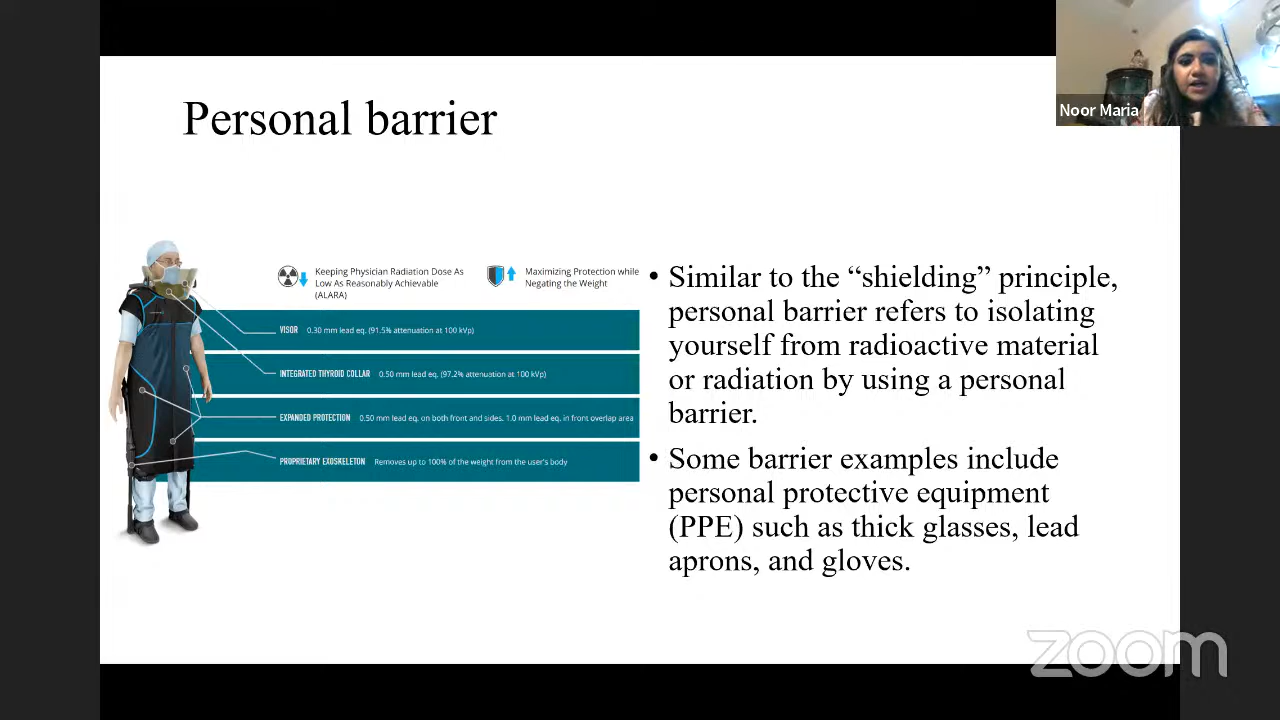 Noor Maria
Personal barrier
Keeping Physician Radiation Dose As
Low As Reasonably Achievable
(ALARA)
Maximizing Protection while
Negating the Weight
VISOR 0.30 mm lead eq. (91.5% attenuation at 100 kVp)
INTEGRATED THYROID COLLAR 0.50 mm lead eq. (97.2% attenuation at 100 kVp)
EXPANDED PROTECTION 0.50 mm lead eq. on both front and sides. 1.0 mm lead eq. in front overlap area
PROPRIETARY EXOSKELETON Removes up to 100% of the weight from the user's body
• Similar to the “shielding” principle,
personal barrier refers to isolating
yourself from radioactive material
or radiation by using a personal
barrier.
• Some barrier examples include
personal protective equipment
(PPE) such as thick glasses, lead
aprons, and gloves.
zoom